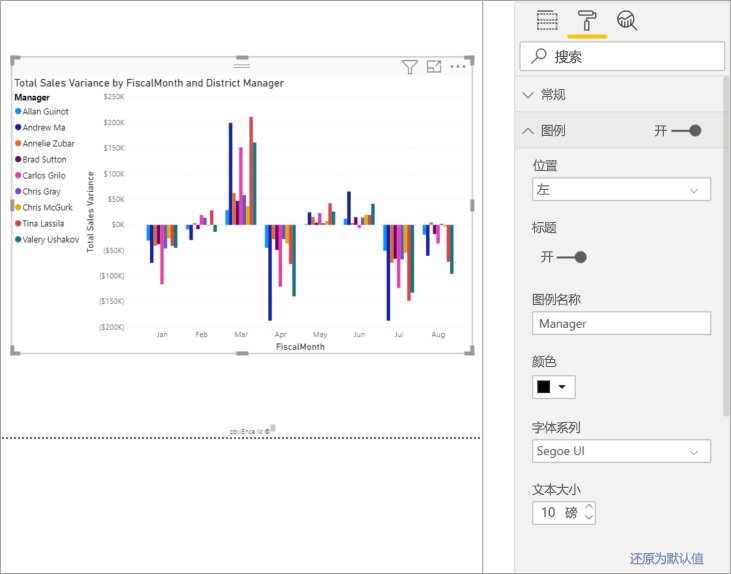 Total Sales Variance by FiscalMonth and District Manager
Manager
Allan Guinot
Andrew Ma
Annelie Zubar
Brad Sutton
Carlos Grilo
Chris Gray
Chris McGurk
Tina Lassila
Valery Ushakov
Total Sales Variance
$250K
$200K
$150K
$100K
$50K
$0K
($50K)
($100K)
($150K)
($200K)
Jan Feb Mar Apr May Jun Jul Aug
FiscalMonth
obviEnce llc ©
搜索
常规
图例 开
位置
左
标题
开
图例名称
Manager
颜色
字体系列
Segoe UI
文本大小
10 磅
还原为默认值